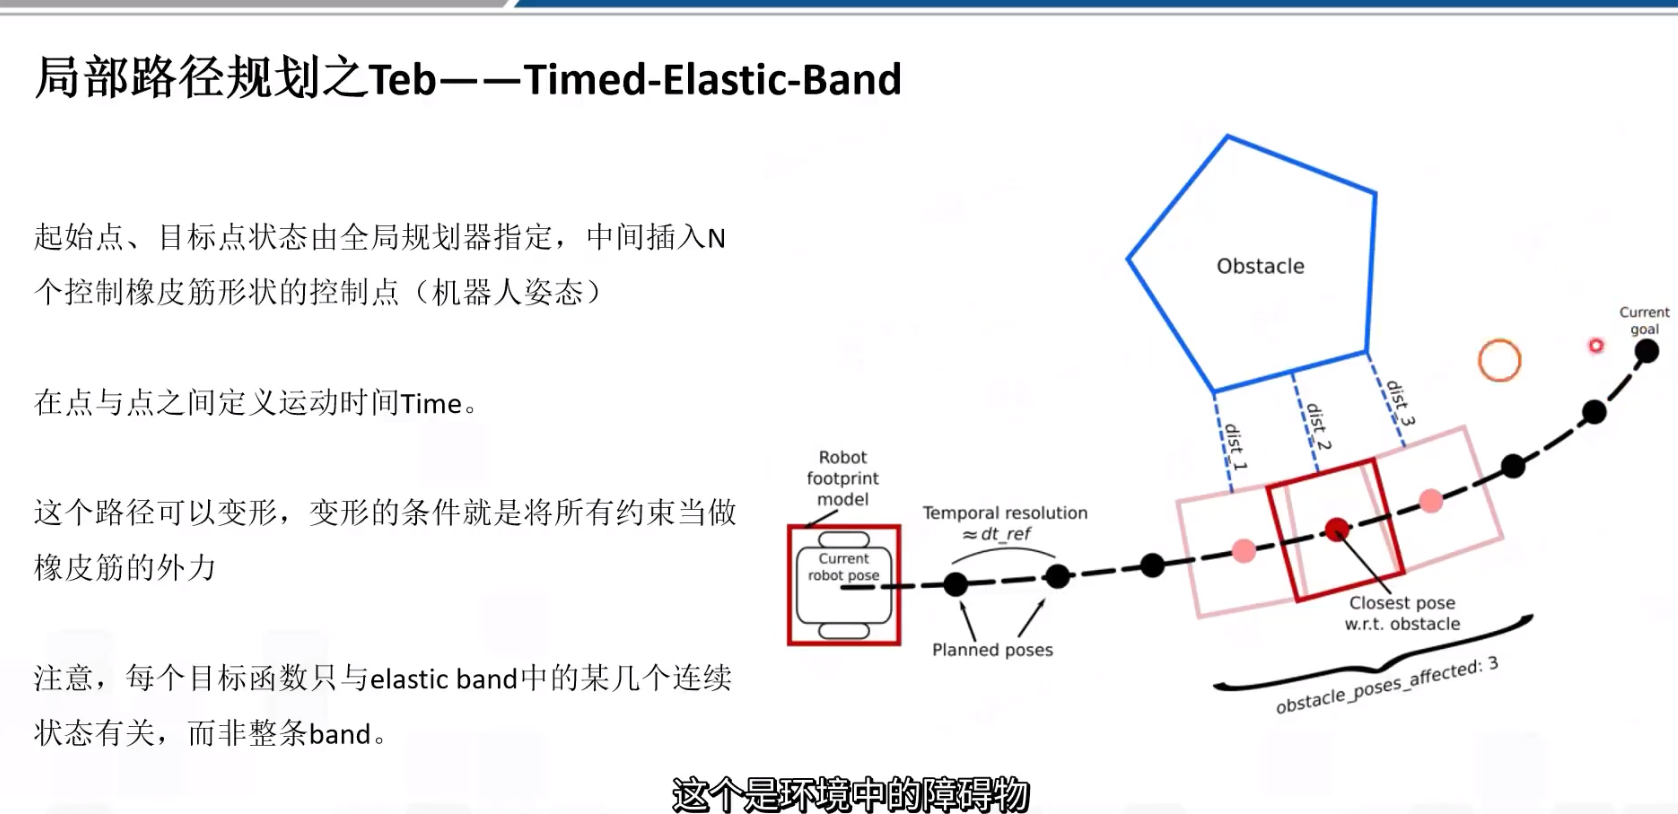 局部路径规划之Teb——Timed-Elastic-Band
起始点、目标点状态由全局规划器指定，中间插入N
个控制橡皮筋形状的控制点（机器人姿态）
在点与点之间定义运动时间Time。
这个路径可以变形，变形的条件就是将所有约束当做
橡皮筋的外力
注意，每个目标函数只与elastic band中的某几个连续
状态有关，而非整条band。
Obstacle
Current
goal
dist_1
dist_2
dist_3
Robot
footprint
model
Current
robot pose
Temporal resolution
≈ dt_ref
Planned poses
Closest pose
w.r.t. obstacle
obstacle_poses_affected: 3
这个是环境中的障碍物